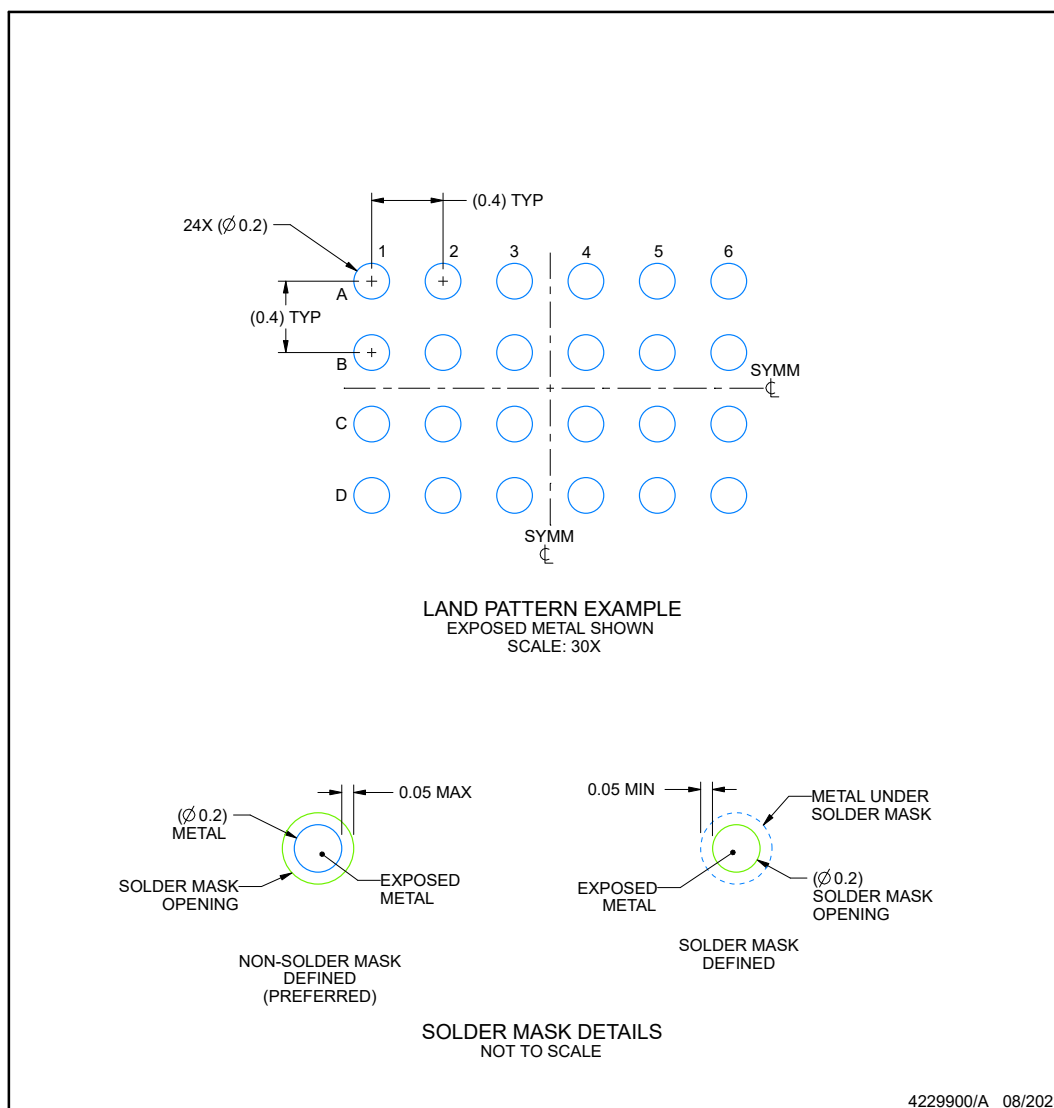 (0.4) TYP
24X (∅ 0.2)
1
2
3
4
5
6
A
(0.4) TYP
B
SYMM
℄
C
D
SYMM
℄
LAND PATTERN EXAMPLE
EXPOSED METAL SHOWN
SCALE: 30X
0.05 MAX
(∅ 0.2)
METAL
SOLDER MASK
OPENING
EXPOSED
METAL
NON-SOLDER MASK
DEFINED
(PREFERRED)
0.05 MIN
METAL UNDER
SOLDER MASK
EXPOSED
METAL
(∅ 0.2)
SOLDER MASK
OPENING
SOLDER MASK
DEFINED
SOLDER MASK DETAILS
NOT TO SCALE
4229900/A 08/202